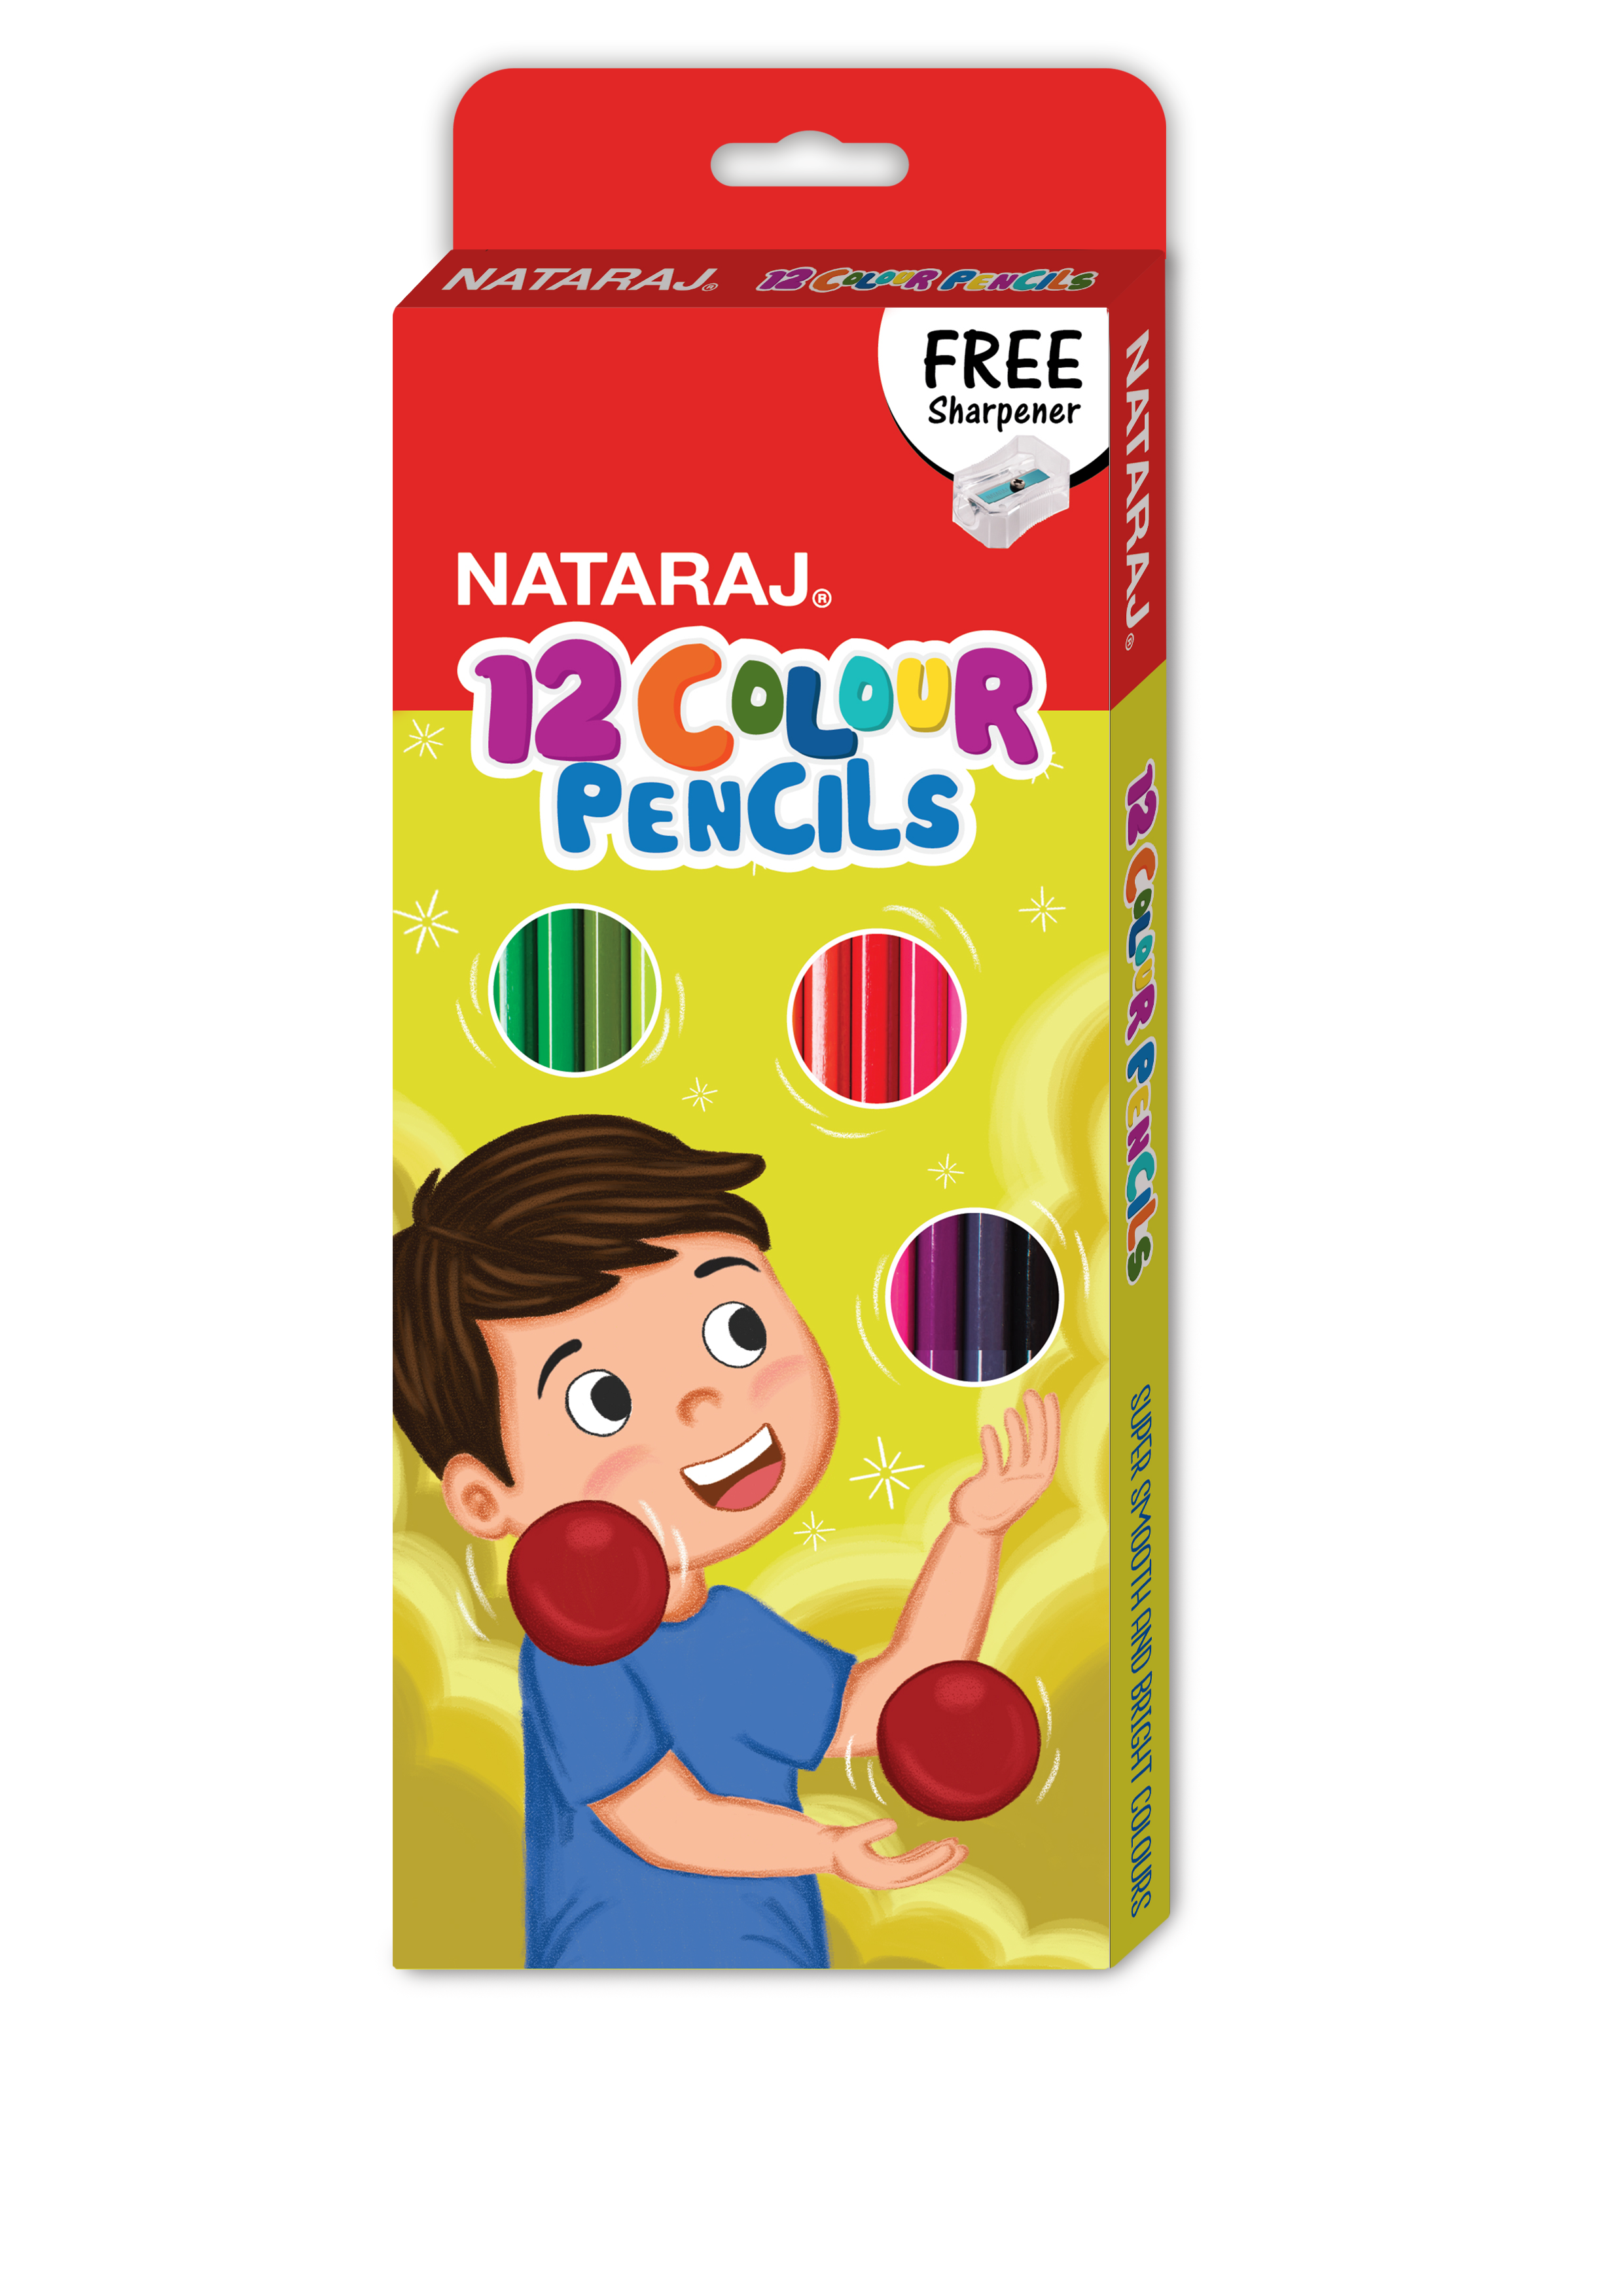 NATARAJ® 12 COLOUR PENCILS
FREE
Sharpener
NATARAJ®
12 COLOUR
PENCILS
NATARAJ® 12 COLOUR PENCILS SUPER SMOOTH AND BRIGHT COLOURS